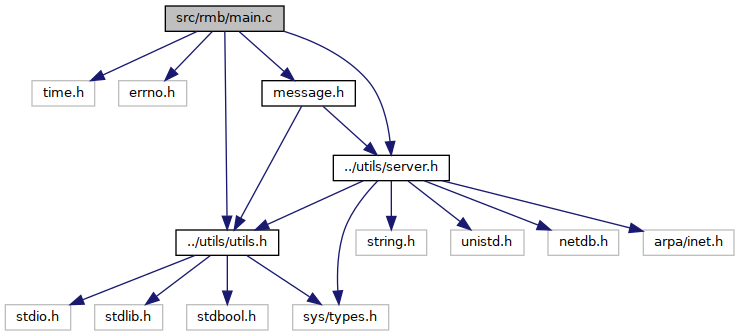 src/rmb/main.c
time.h
errno.h
message.h
../utils/server.h
../utils/utils.h
string.h
unistd.h
netdb.h
arpa/inet.h
stdio.h
stdlib.h
stdbool.h
sys/types.h